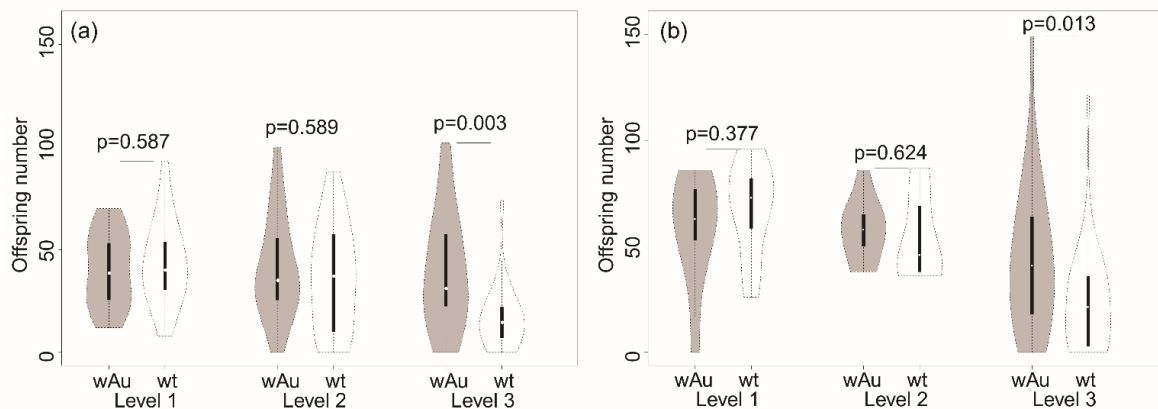 (a)
Offspring number
150
100
50
0
p=0.587
p=0.589
p=0.003
wAu wt wAu wt wAu wt
Level 1 Level 2 Level 3
(b)
Offspring number
150
100
50
0
p=0.377
p=0.624
p=0.013
wAu wt wAu wt wAu wt
Level 1 Level 2 Level 3